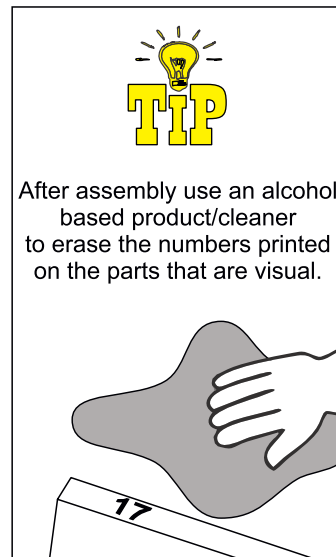 TIP
After assembly use an alcohol
based product/cleaner
to erase the numbers printed
on the parts that are visual.
17